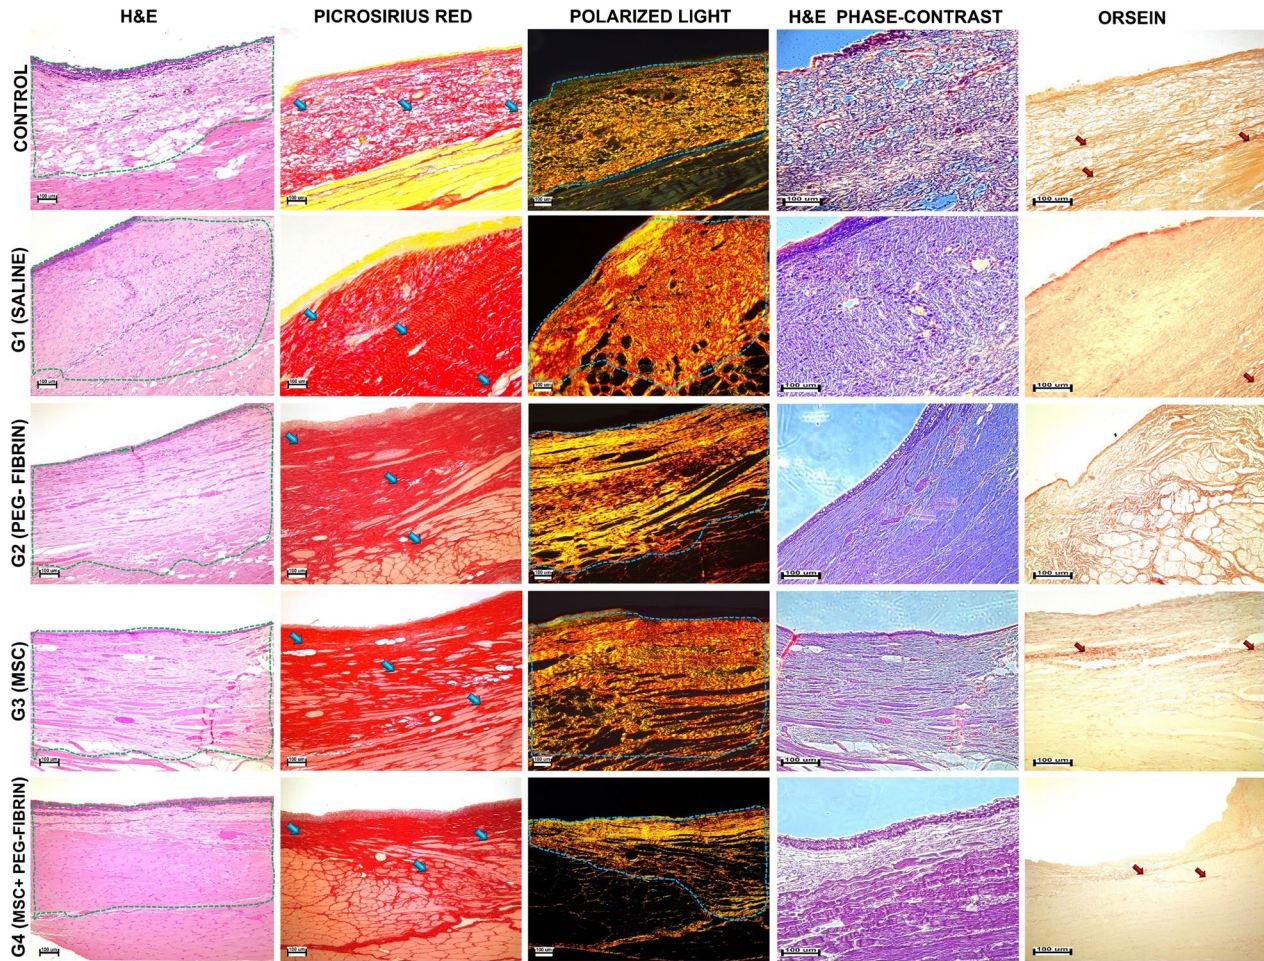 H&E PICROSIRIUS RED POLARIZED LIGHT H&E PHASE-CONTRAST ORSEIN
CONTROL
100 um 100 um 100 um 100 um 100 um
G1 (SALINE)
100 um 100 um 100 um 100 um 100 um
G2 (PEG- FIBRIN)
100 um 100 um 100 um 100 um 100 um
G3 (MSC)
100 um 100 um 100 um 100 um 100 um
G4 (MSC+ PEG-FIBRIN)
100 um 100 um 100 um 100 um 100 um